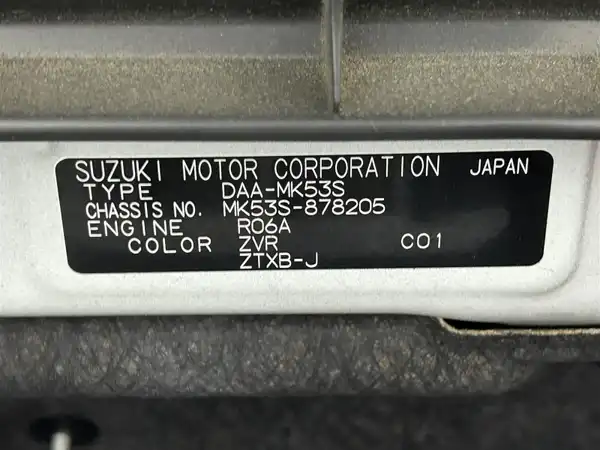 SUZUKI MOTOR CORPORATION JAPAN
TYPE DAA-MK53S
CHASSIS NO. MK53S-878205
ENGINE R06A
COLOR ZVR C01
ZTXB-J